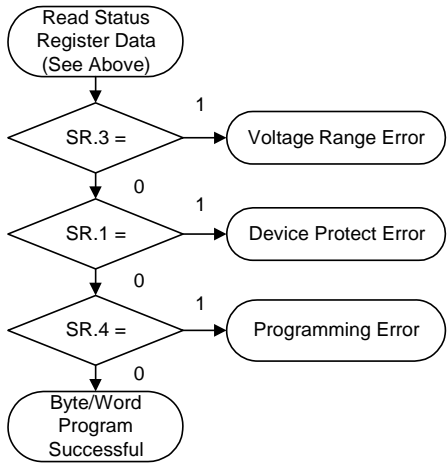 Read Status
Register Data
(See Above)
1
SR.3 =
Voltage Range Error
0
1
SR.1 =
Device Protect Error
0
1
SR.4 =
Programming Error
0
Byte/Word
Program
Successful